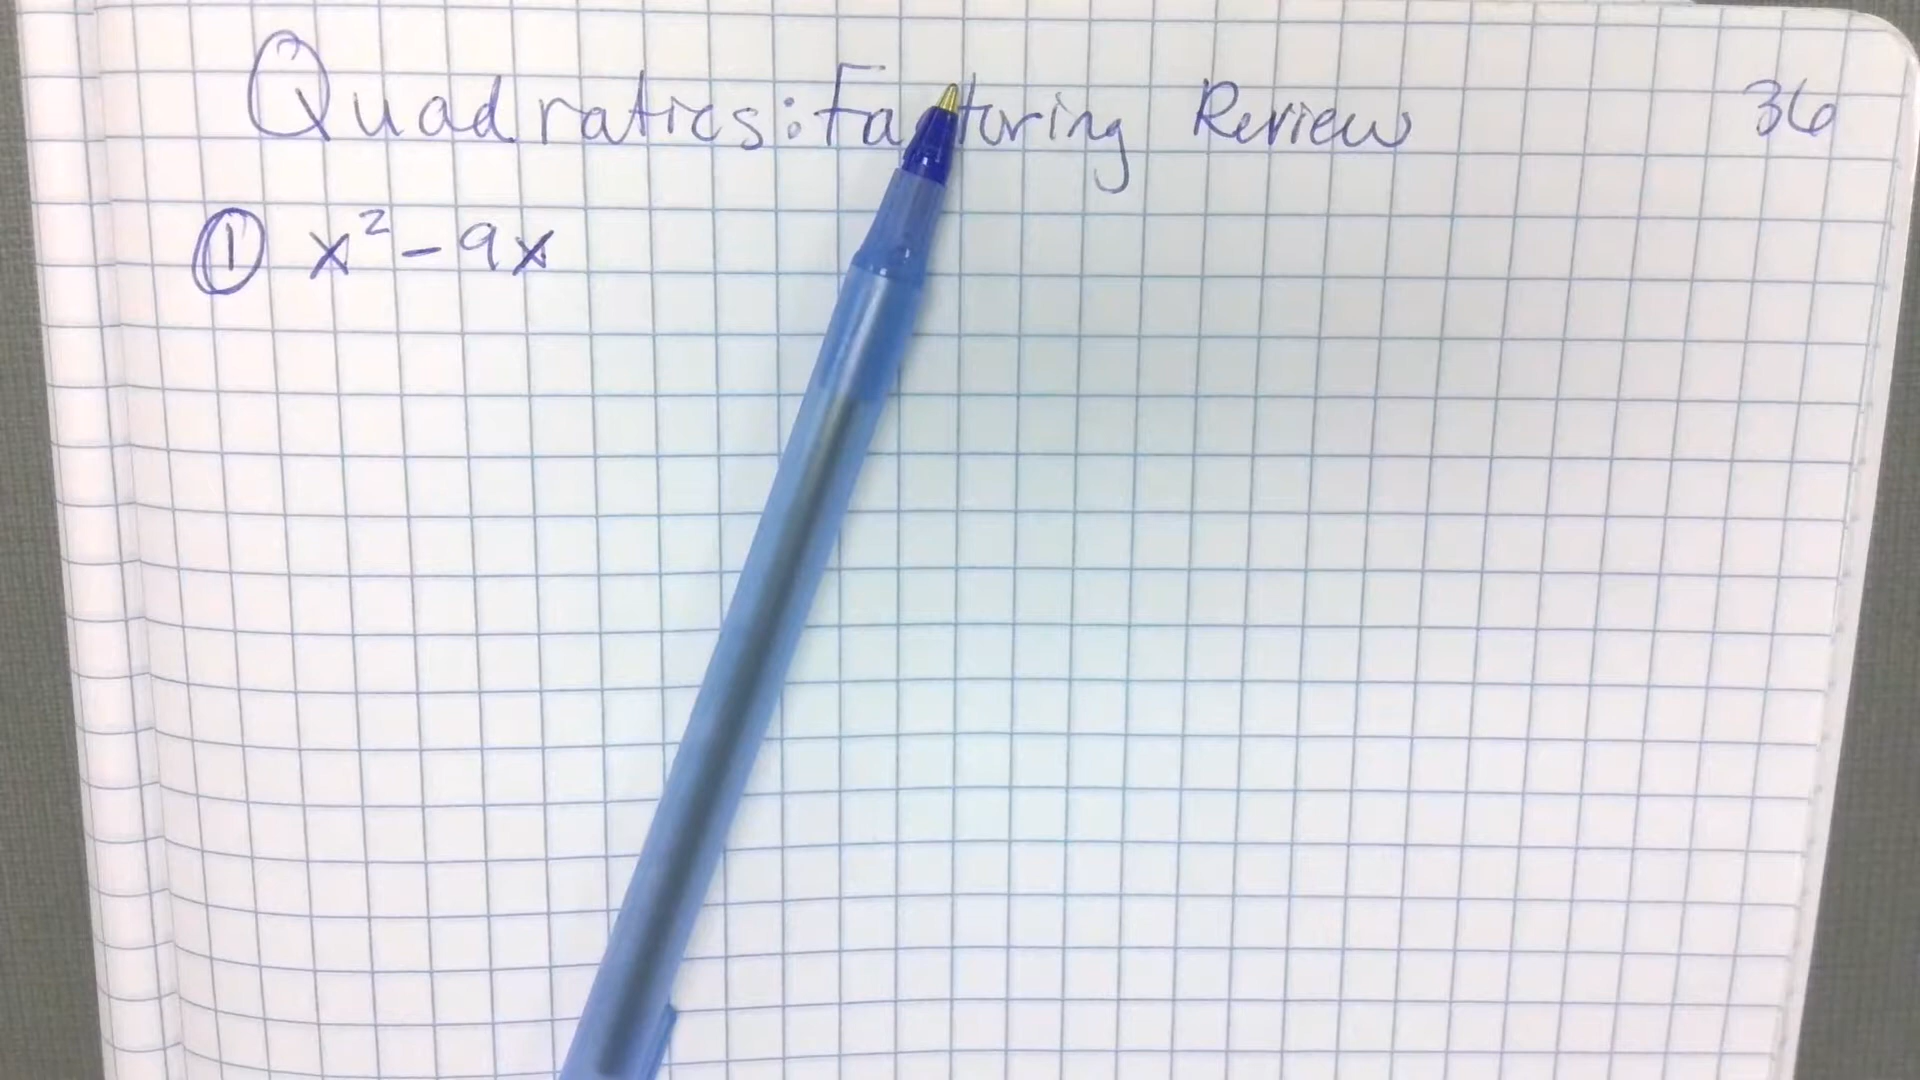 Quadratics: Factoring Review 36
① x² - 9x